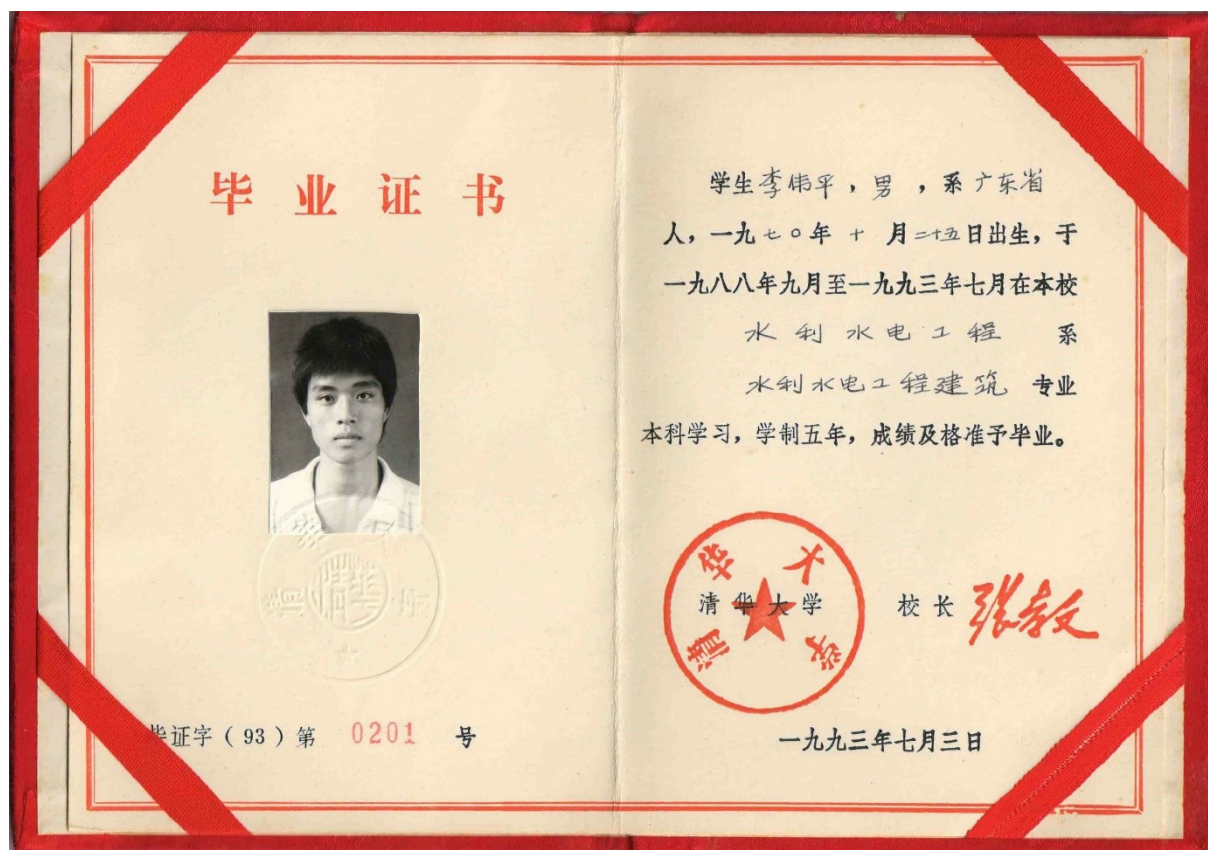 毕业证书
毕证字(93)第 0201 号
学生李伟平,男,系广东省
人,一九七〇年十月二十五日出生,于
一九八八年九月至一九九三年七月在本校
水利水电工程 系
水利水电工程建筑 专业
本科学习,学制五年,成绩及格准予毕业。
清华大学
清华大学 校长 张孝文
一九九三年七月三日
清华大学